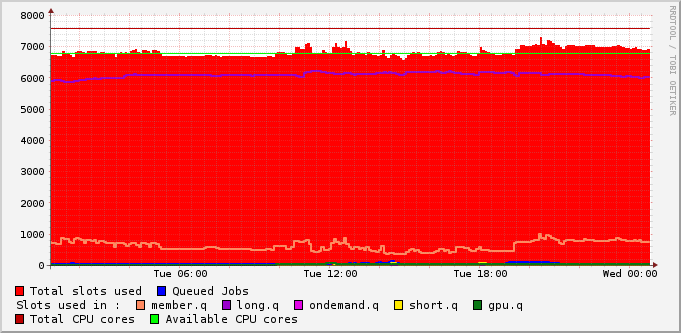 8000
7000
6000
5000
4000
3000
2000
1000
0
Tue 06:00 Tue 12:00 Tue 18:00 Wed 00:00
Total slots used Queued Jobs
Slots used in : member.q long.q ondemand.q short.q gpu.q
Total CPU cores Available CPU cores
RRDTOOL / TOBI OETIKER